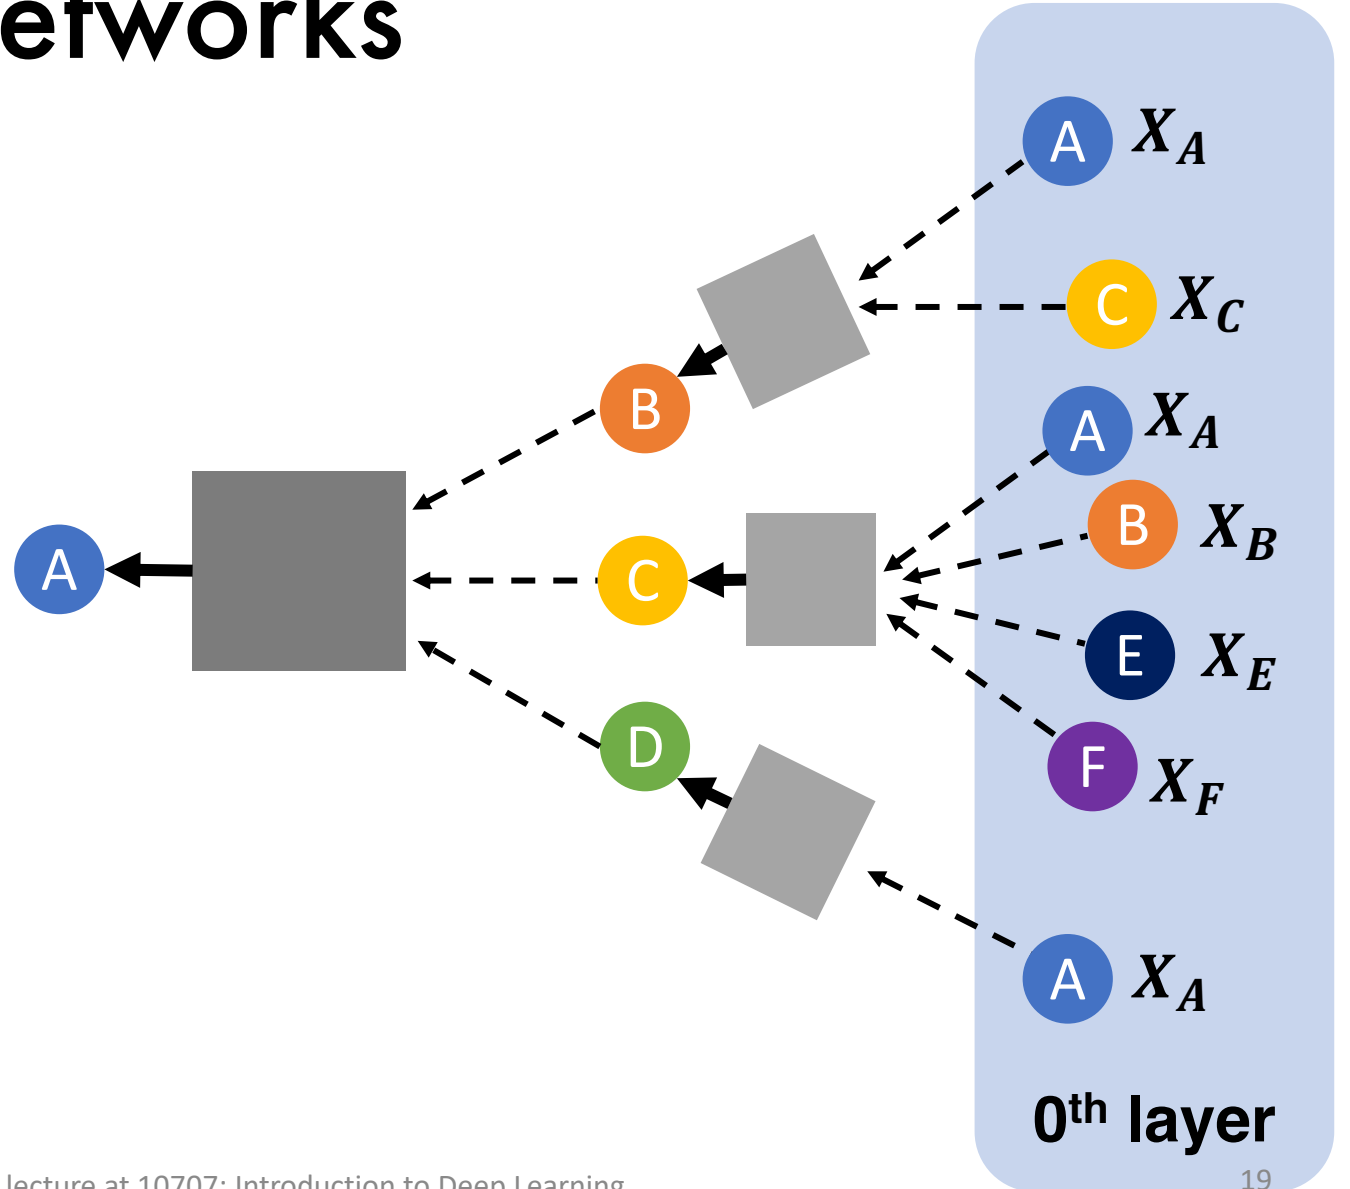 etworks
A X_A
C X_C
A X_A
B
B X_B
A
C
E X_E
D
F X_F
A X_A
0th layer
lecture at 10707: Introduction to Deep Learning
19